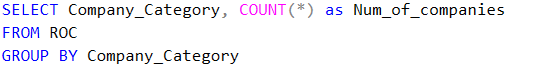 SELECT Company_Category, COUNT(*) as Num_of_companies
FROM ROC
GROUP BY Company_Category